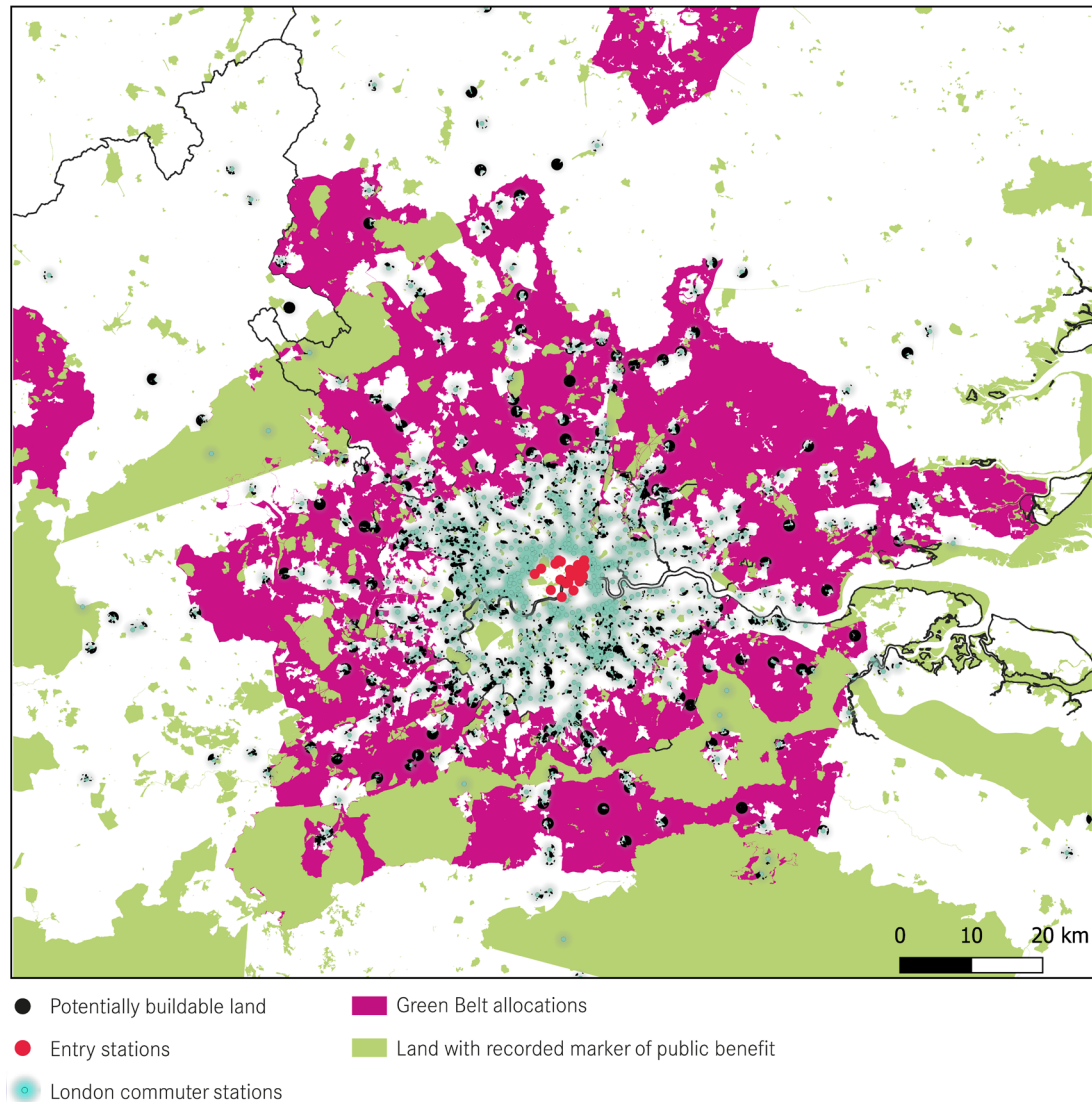 0 10 20 km
Potentially buildable land
Green Belt allocations
Entry stations
Land with recorded marker of public benefit
London commuter stations